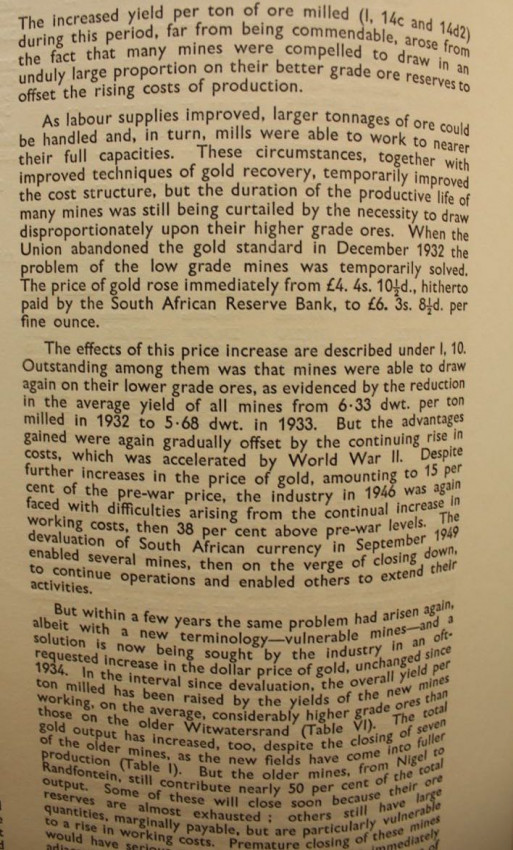 The increased yield per ton of ore milled (I, 14c and 14d2)
during this period, far from being commendable, arose from
the fact that many mines were compelled to draw in an
unduly large proportion on their better grade ore reserves to
offset the rising costs of production.
As labour supplies improved, larger tonnages of ore could
be handled and, in turn, mills were able to work to nearer
their full capacities. These circumstances, together with
improved techniques of gold recovery, temporarily improved
the cost structure, but the duration of the productive life of
many mines was still being curtailed by the necessity to draw
disproportionately upon their higher grade ores. When the
Union abandoned the gold standard in December 1932 the
problem of the low grade mines was temporarily solved.
The price of gold rose immediately from £4. 4s. 10½d., hitherto
paid by the South African Reserve Bank, to £6. 3s. 8½d. per
fine ounce.
The effects of this price increase are described under I, 10.
Outstanding among them was that mines were able to draw
again on their lower grade ores, as evidenced by the reduction
in the average yield of all mines from 6·33 dwt. per ton
milled in 1932 to 5·68 dwt. in 1933. But the advantages
gained were again gradually offset by the continuing rise in
costs, which was accelerated by World War II. Despite
further increases in the price of gold, amounting to 15 per
cent of the pre-war price, the industry in 1946 was again
faced with difficulties arising from the continual increase in
working costs, then 38 per cent above pre-war levels. The
devaluation of South African currency in September 1949
enabled several mines, then on the verge of closing down,
to continue operations and enabled others to extend their
activities.
But within a few years the same problem had arisen again,
albeit with a new terminology—vulnerable mines—and a
solution is now being sought by the industry in an oft-
requested increase in the dollar price of gold, unchanged since
1934. In the interval since devaluation, the overall yield per
ton milled has been raised by the yields of the new mines
working, on the average, considerably higher grade ores than
those on the older Witwatersrand (Table VI). The total
gold output has increased, too, despite the closing of seven
of the older mines, as the new fields have come into fuller
production (Table I). But the older mines, from Nigel to
Randfontein, still contribute nearly 50 per cent of the total
output. Some of these will close soon because their ore
reserves are almost exhausted ; others still have large
quantities, marginally payable, but are particularly vulnerable
to a rise in working costs. Premature closing of these mines
would have serious immediately
of